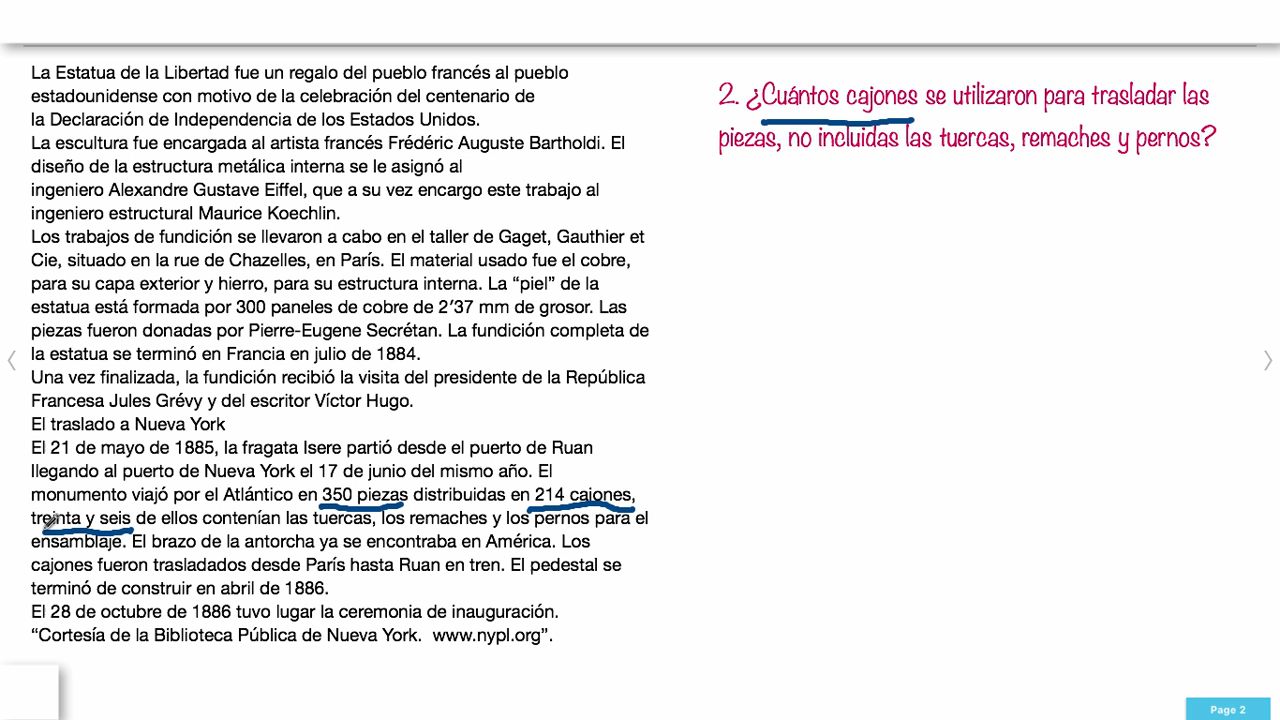 La Estatua de la Libertad fue un regalo del pueblo francés al pueblo
estadounidense con motivo de la celebración del centenario de
la Declaración de Independencia de los Estados Unidos.
La escultura fue encargada al artista francés Frédéric Auguste Bartholdi. El
diseño de la estructura metálica interna se le asignó al
ingeniero Alexandre Gustave Eiffel, que a su vez encargo este trabajo al
ingeniero estructural Maurice Koechlin.
Los trabajos de fundición se llevaron a cabo en el taller de Gaget, Gauthier et
Cie, situado en la rue de Chazelles, en París. El material usado fue el cobre,
para su capa exterior y hierro, para su estructura interna. La “piel” de la
estatua está formada por 300 paneles de cobre de 2′37 mm de grosor. Las
piezas fueron donadas por Pierre-Eugene Secrétan. La fundición completa de
la estatua se terminó en Francia en julio de 1884.
Una vez finalizada, la fundición recibió la visita del presidente de la República
Francesa Jules Grévy y del escritor Víctor Hugo.
El traslado a Nueva York
El 21 de mayo de 1885, la fragata Isere partió desde el puerto de Ruan
llegando al puerto de Nueva York el 17 de junio del mismo año. El
monumento viajó por el Atlántico en 350 piezas distribuidas en 214 cajones,
treinta y seis de ellos contenían las tuercas, los remaches y los pernos para el
ensamblaje. El brazo de la antorcha ya se encontraba en América. Los
cajones fueron trasladados desde París hasta Ruan en tren. El pedestal se
terminó de construir en abril de 1886.
El 28 de octubre de 1886 tuvo lugar la ceremonia de inauguración.
“Cortesía de la Biblioteca Pública de Nueva York. www.nypl.org”.
2. ¿Cuántos cajones se utilizaron para trasladar las
piezas, no incluidas las tuercas, remaches y pernos?
Page 2